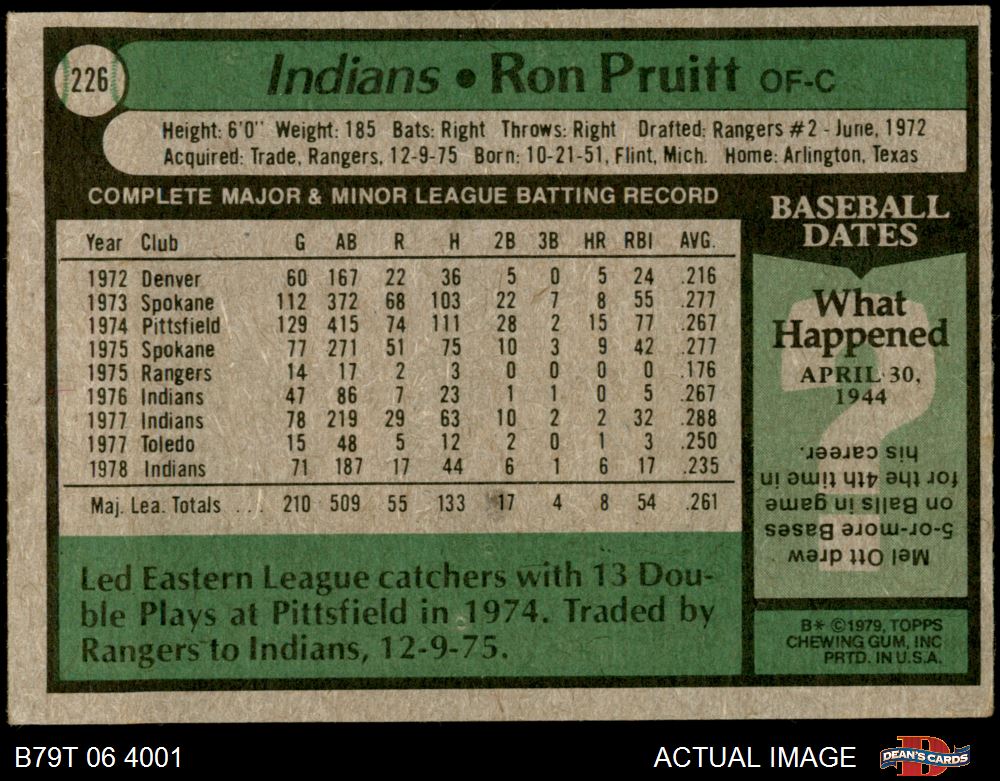 226
Indians • Ron Pruitt OF-C
Height: 6'0" Weight: 185 Bats: Right Throws: Right Drafted: Rangers #2 - June, 1972
Acquired: Trade, Rangers, 12-9-75 Born: 10-21-51, Flint, Mich. Home: Arlington, Texas
COMPLETE MAJOR & MINOR LEAGUE BATTING RECORD
Year Club G AB R H 2B 3B HR RBI AVG.
1972 Denver 60 167 22 36 5 0 5 24 .216
1973 Spokane 112 372 68 103 22 7 8 55 .277
1974 Pittsfield 129 415 74 111 28 2 15 77 .267
1975 Spokane 77 271 51 75 10 3 9 42 .277
1975 Rangers 14 17 2 3 0 0 0 0 .176
1976 Indians 47 86 7 23 1 1 0 5 .267
1977 Indians 78 219 29 63 10 2 2 32 .288
1977 Toledo 15 48 5 12 2 0 1 3 .250
1978 Indians 71 187 17 44 6 1 6 17 .235
Maj. Lea. Totals ... 210 509 55 133 17 4 8 54 .261
Led Eastern League catchers with 13 Dou-
ble Plays at Pittsfield in 1974. Traded by
Rangers to Indians, 12-9-75.
BASEBALL
DATES
What
Happened
APRIL 30,
1944
Mel Ott drew
5-or-more Bases
on Balls in game
for the 4th time in
his career.
B* ©1979, TOPPS
CHEWING GUM, INC
PRTD. IN U.S.A.
B79T 06 4001
ACTUAL IMAGE
DEAN'S CARDS